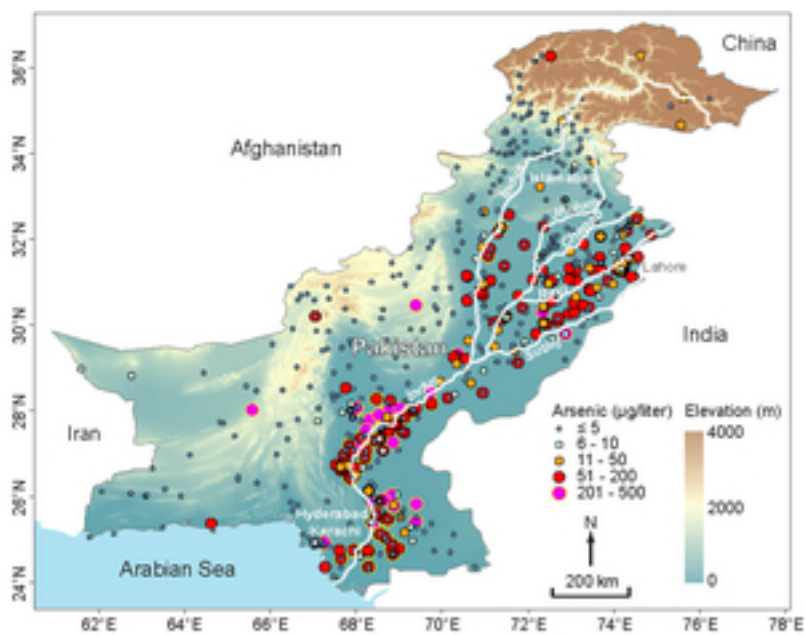 China
36°N
Afghanistan
34°N
Islamabad
32°N
Lahore
30°N
Pakistan
India
Indus
28°N
Arsenic (µg/liter)
Elevation (m)
≤ 5
4000
6 - 10
Iran
11 - 50
51 - 200
2000
26°N
201 - 500
Hyderabad
N
Karachi
Arabian Sea
0
24°N
200 km
62°E 64°E 66°E 68°E 70°E 72°E 74°E 76°E 78°E